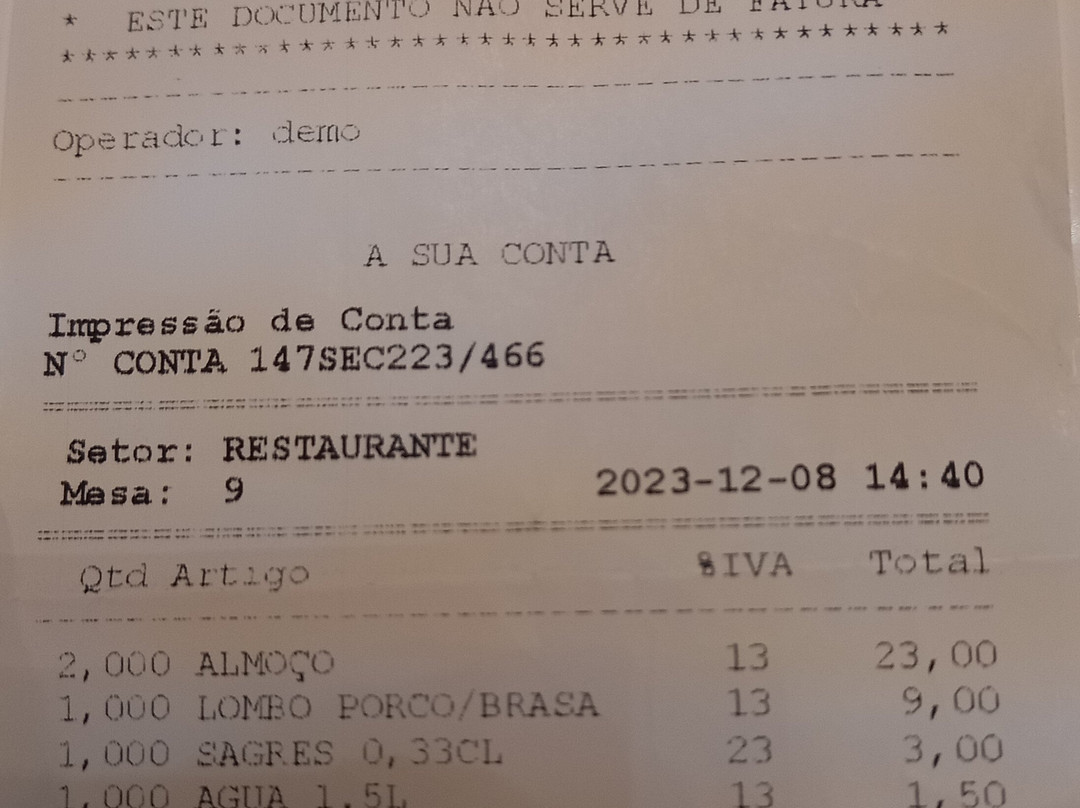 * ESTE DOCUMENTO NAO SERVE DE FATURA
******************************************
Operador: demo
A SUA CONTA
Impressão de Conta
Nº CONTA 147SEC223/466
Setor: RESTAURANTE
Mesa: 9 2023-12-08 14:40
Qtd Artigo %IVA Total
2,000 ALMOÇO 13 23,00
1,000 LOMBO PORCO/BRASA 13 9,00
1,000 SAGRES 0,33CL 23 3,00
1,000 AGUA 1.5L 13 1,50